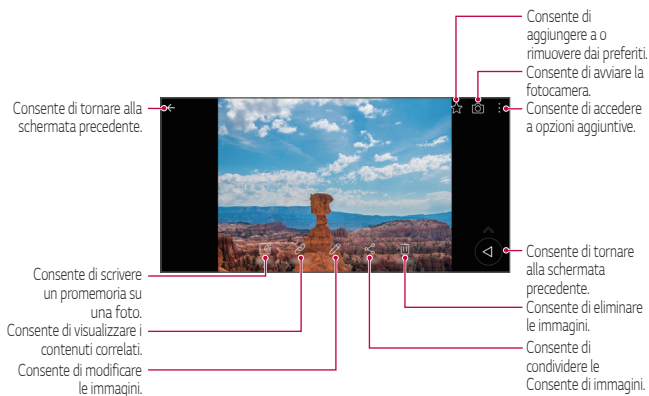 Consente di
aggiungere a o
rimuovere dai preferiti.
Consente di avviare la
fotocamera.
Consente di accedere
a opzioni aggiuntive.
Consente di tornare alla
schermata precedente.
Consente di tornare
alla schermata
precedente.
Consente di eliminare
le immagini.
Consente di
condividere le
Consente di immagini.
Consente di scrivere
un promemoria su
una foto.
Consente di visualizzare i
contenuti correlati.
Consente di modificare
le immagini.